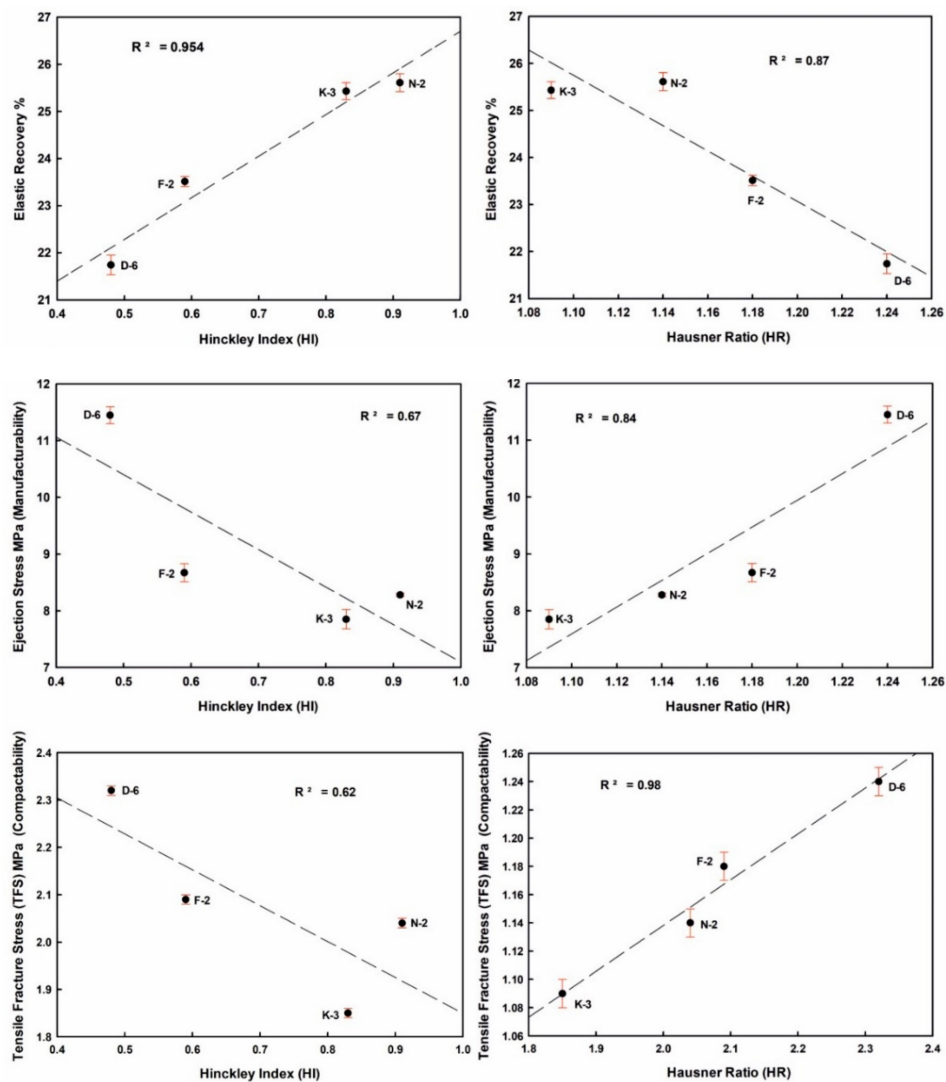 R ² = 0.954
Elastic Recovery %
27
26
25
24
23
22
21
N-2
K-3
F-2
D-6
0.4 0.5 0.6 0.7 0.8 0.9 1.0
Hinckley Index (HI)
R ² = 0.87
Elastic Recovery %
27
26
25
24
23
22
21
N-2
K-3
F-2
D-6
1.08 1.10 1.12 1.14 1.16 1.18 1.20 1.22 1.24 1.26
Hausner Ratio (HR)
R ² = 0.67
Ejection Stress MPa (Manufacturability)
12
11
10
9
8
7
D-6
F-2
N-2
K-3
0.4 0.5 0.6 0.7 0.8 0.9 1.0
Hinckley Index (HI)
R ² = 0.84
Ejection Stress MPa (Manufacturability)
12
11
10
9
8
7
D-6
F-2
N-2
K-3
1.08 1.10 1.12 1.14 1.16 1.18 1.20 1.22 1.24 1.26
Hausner Ratio (HR)
R ² = 0.62
Tensile Fracture Stress (TFS) MPa (Compactability)
2.4
2.3
2.2
2.1
2.0
1.9
1.8
D-6
F-2
N-2
K-3
0.4 0.5 0.6 0.7 0.8 0.9 1.0
Hinckley Index (HI)
R ² = 0.98
Tensile Fracture Stress (TFS) MPa (Compactability)
1.26
1.24
1.22
1.20
1.18
1.16
1.14
1.12
1.10
1.08
1.06
D-6
F-2
N-2
K-3
1.8 1.9 2.0 2.1 2.2 2.3 2.4
Hausner Ratio (HR)